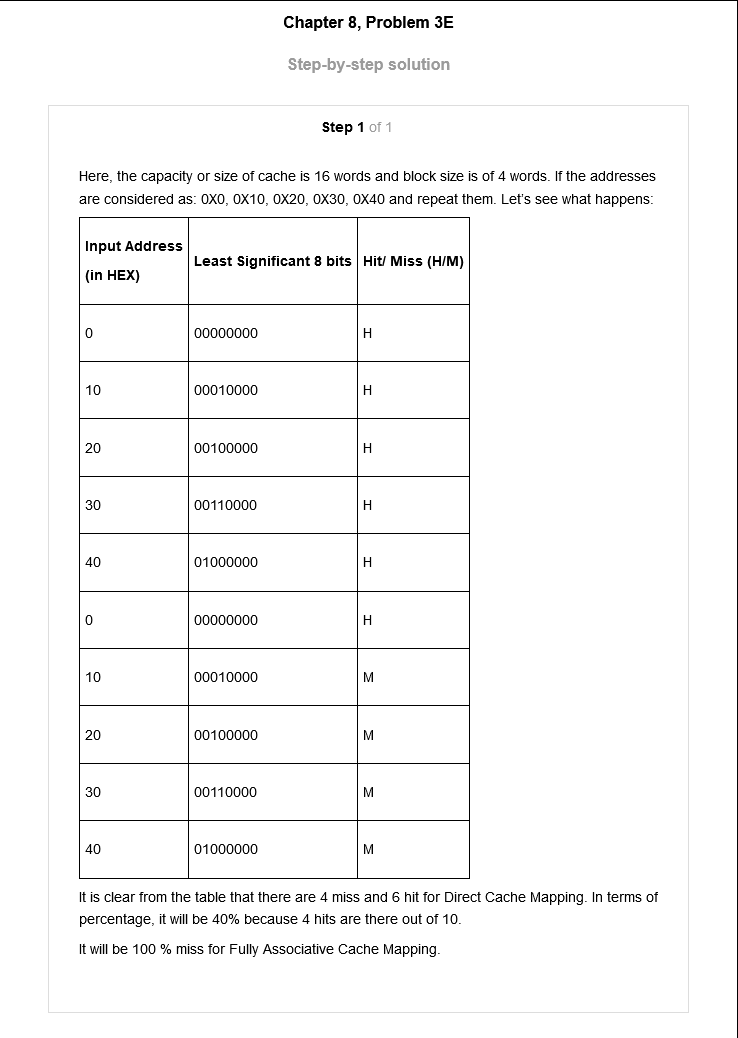 Chapter 8, Problem 3E
Step-by-step solution
Step 1 of 1
Here, the capacity or size of cache is 16 words and block size is of 4 words. If the addresses
are considered as: 0X0, 0X10, 0X20, 0X30, 0X40 and repeat them. Let's see what happens:
Input Address
(in HEX)
Least Significant 8 bits Hit/ Miss (H/M)
0 00000000 H
10 00010000 H
20 00100000 H
30 00110000 H
40 01000000 H
0 00000000 H
10 00010000 M
20 00100000 M
30 00110000 M
40 01000000 M
It is clear from the table that there are 4 miss and 6 hit for Direct Cache Mapping. In terms of
percentage, it will be 40% because 4 hits are there out of 10.
It will be 100 % miss for Fully Associative Cache Mapping.